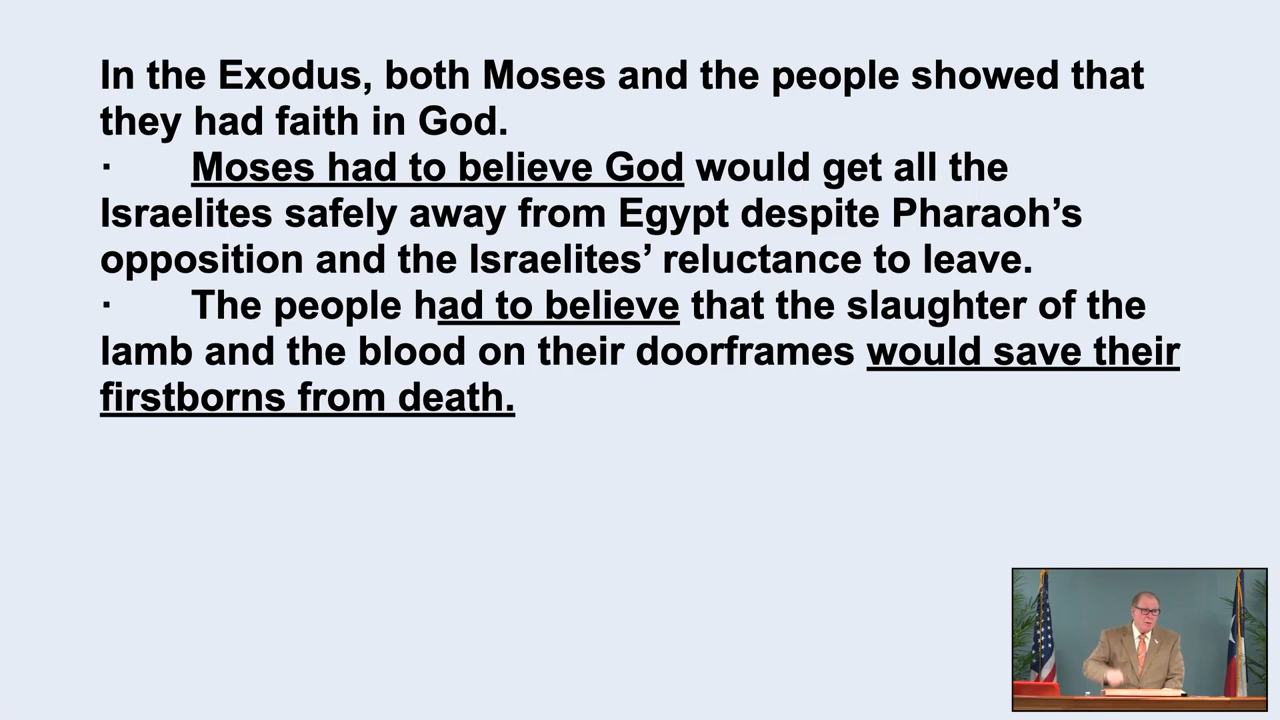 In the Exodus, both Moses and the people showed that
they had faith in God.
· Moses had to believe God would get all the
Israelites safely away from Egypt despite Pharaoh’s
opposition and the Israelites’ reluctance to leave.
· The people had to believe that the slaughter of the
lamb and the blood on their doorframes would save their
firstborns from death.